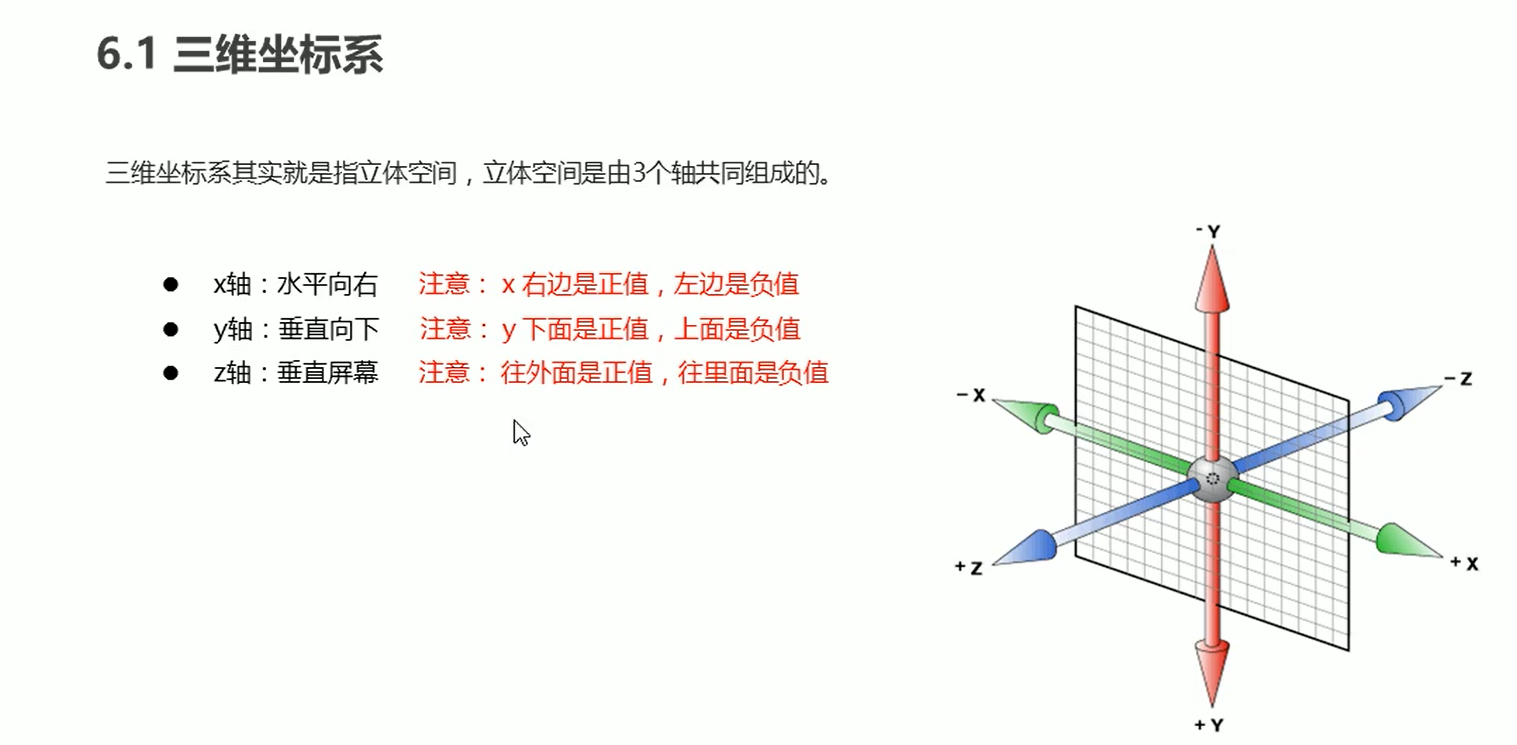 6.1 三维坐标系
三维坐标系其实就是指立体空间，立体空间是由3个轴共同组成的。
x轴：水平向右 注意： x 右边是正值，左边是负值
y轴：垂直向下 注意： y 下面是正值，上面是负值
z轴：垂直屏幕 注意： 往外面是正值，往里面是负值
- Y
– X
– Z
+ Z
+ X
+ Y